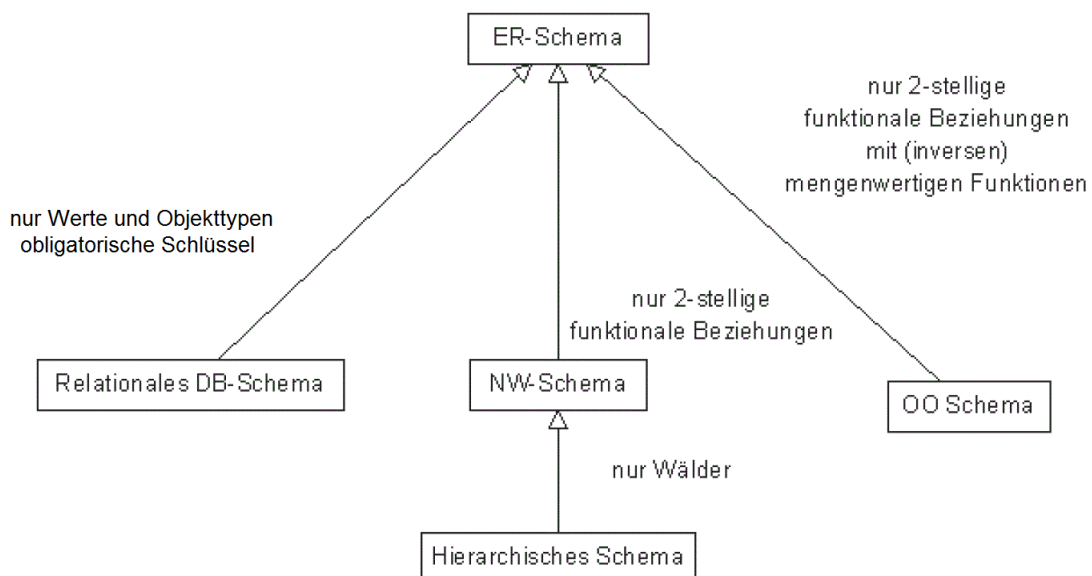 ER-Schema
nur 2-stellige
funktionale Beziehungen
mit (inversen)
mengenwertigen Funktionen
nur Werte und Objekttypen
obligatorische Schlüssel
nur 2-stellige
funktionale Beziehungen
Relationales DB-Schema
NW-Schema
OO Schema
nur Wälder
Hierarchisches Schema